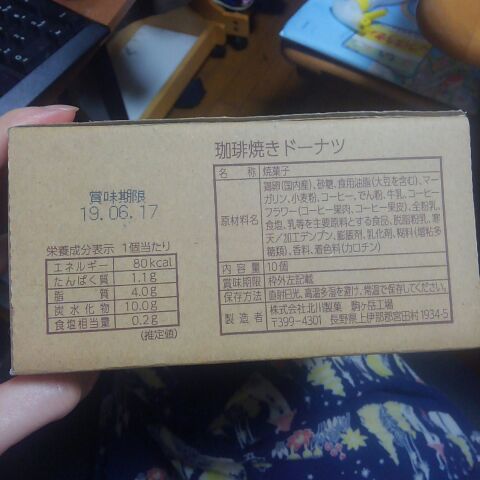 珈琲焼きドーナツ
賞味期限
19.06.17
栄養成分表示 1個当たり
エネルギー 80kcal
たんぱく質 1.1g
脂質 4.0g
炭水化物 10.0g
食塩相当量 0.2g
(推定値)
名称 焼菓子
原材料名 鶏卵(国内産)、砂糖、食用油脂(大豆を含む)、マー
ガリン、小麦粉、コーヒー、でん粉、牛乳、コーヒー
フラワー(コーヒー果肉、コーヒー果皮)、全粉乳、
食塩、乳等を主要原料とする食品、脱脂粉乳、寒
天/加工デンプン、膨脹剤、乳化剤、糊料(増粘多
糖類)、香料、着色料(カロチン)
内容量 10個
賞味期限 枠外左記載
保存方法 直射日光、高温多湿を避け、常温で保存してください。
製造者 株式会社 北川製菓 駒ヶ岳工場
〒399-4301 長野県上伊那郡宮田村1934-5